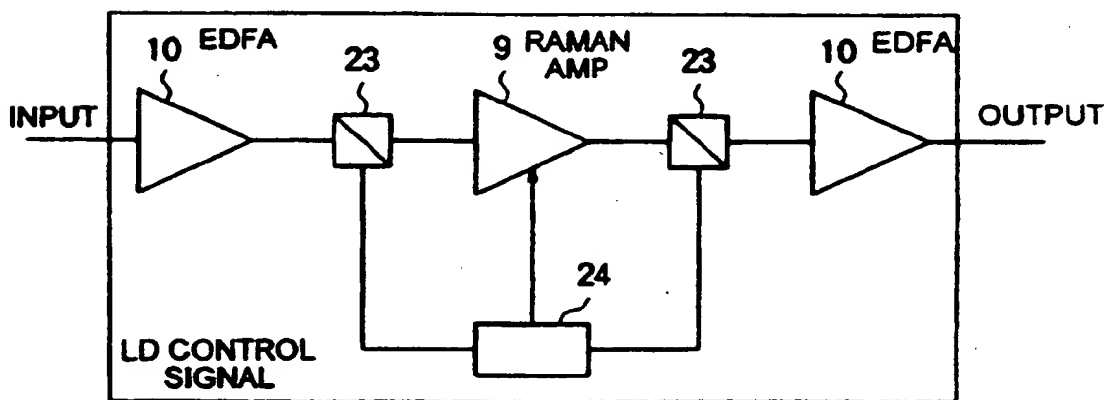 10 EDFA
23
9 RAMAN
AMP
23
10 EDFA
INPUT
OUTPUT
24
LD CONTROL
SIGNAL